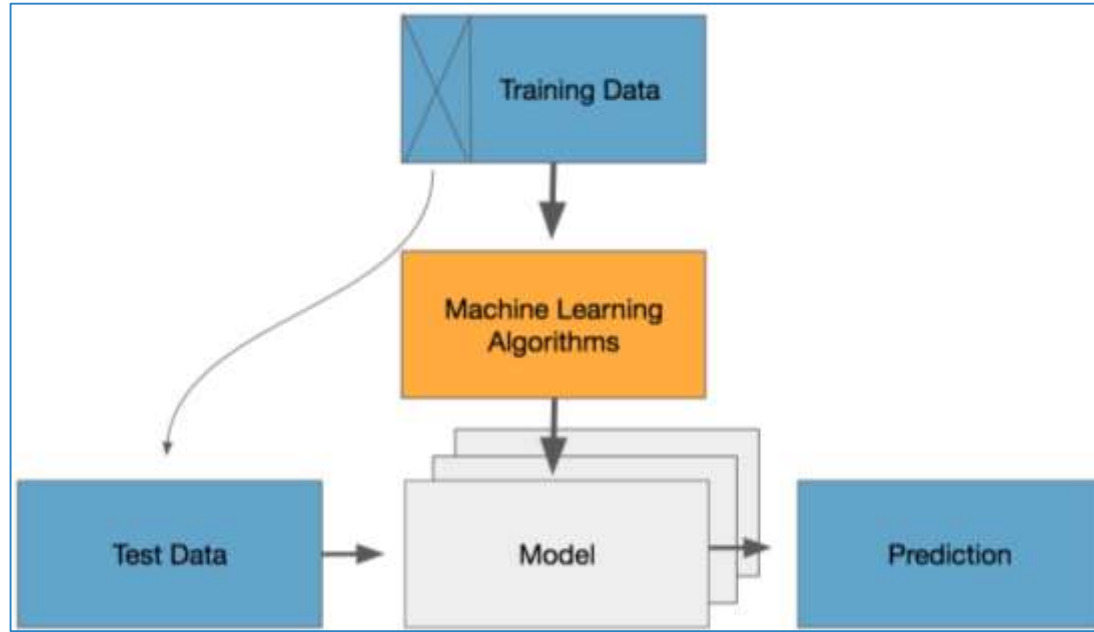 Training Data
Machine Learning
Algorithms
Test Data
Model
Prediction